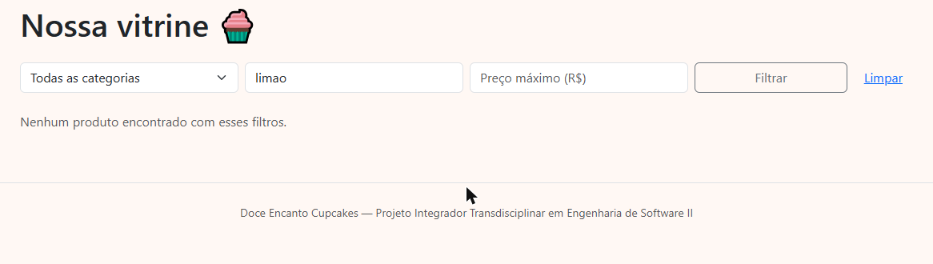 Nossa vitrine
Todas as categorias
limao
Preço máximo (R$)
Filtrar
Limpar
Nenhum produto encontrado com esses filtros.
Doce Encanto Cupcakes — Projeto Integrador Transdisciplinar em Engenharia de Software II